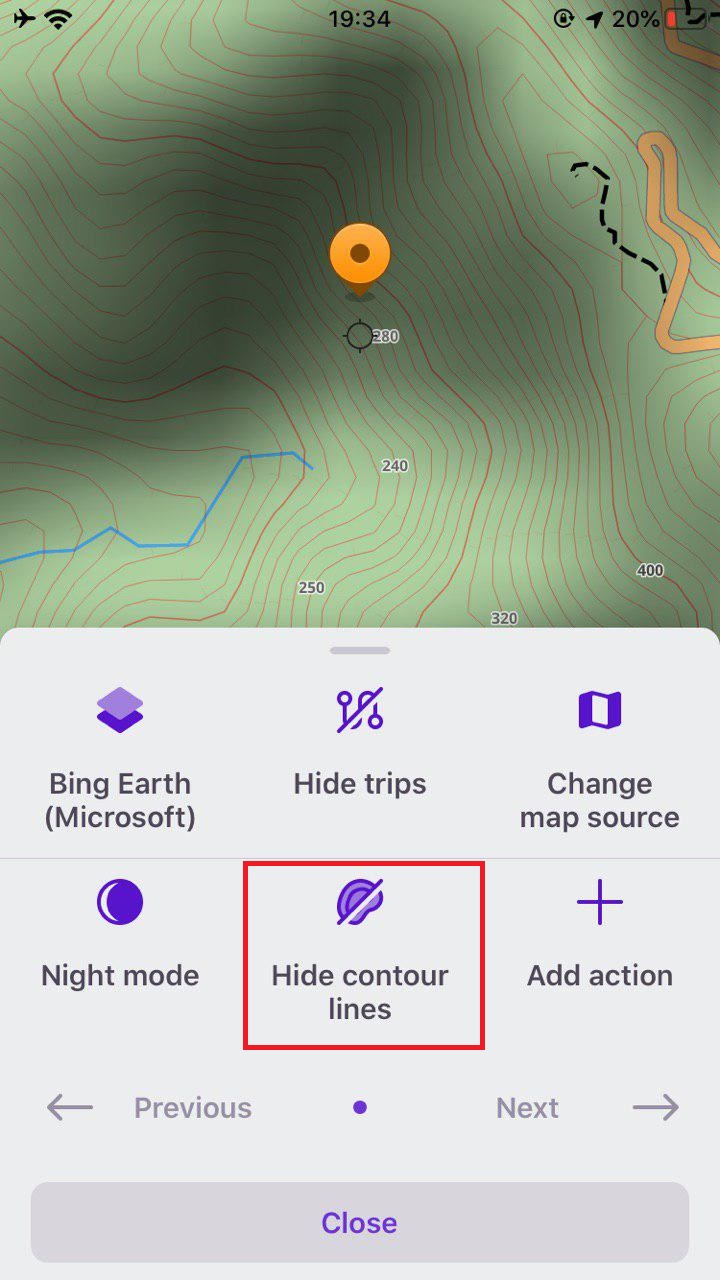 19:34
20%
280
240
250
400
320
Bing Earth
(Microsoft)
Hide trips
Change
map source
Night mode
Hide contour
lines
Add action
Previous
Next
Close